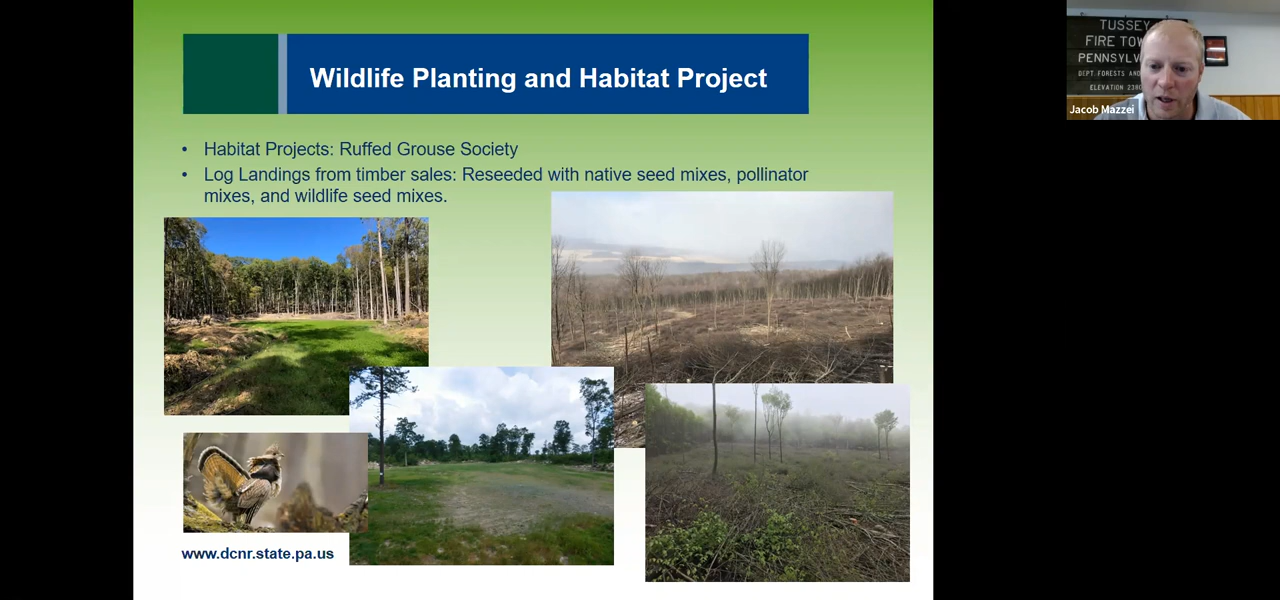 Wildlife Planting and Habitat Project
• Habitat Projects: Ruffed Grouse Society
• Log Landings from timber sales: Reseeded with native seed mixes, pollinator
mixes, and wildlife seed mixes.
www.dcnr.state.pa.us
TUSSEY
FIRE TOW
PENNSYLV
DEPT FORESTS AND
ELEVATION 2380
Jacob Mazzei